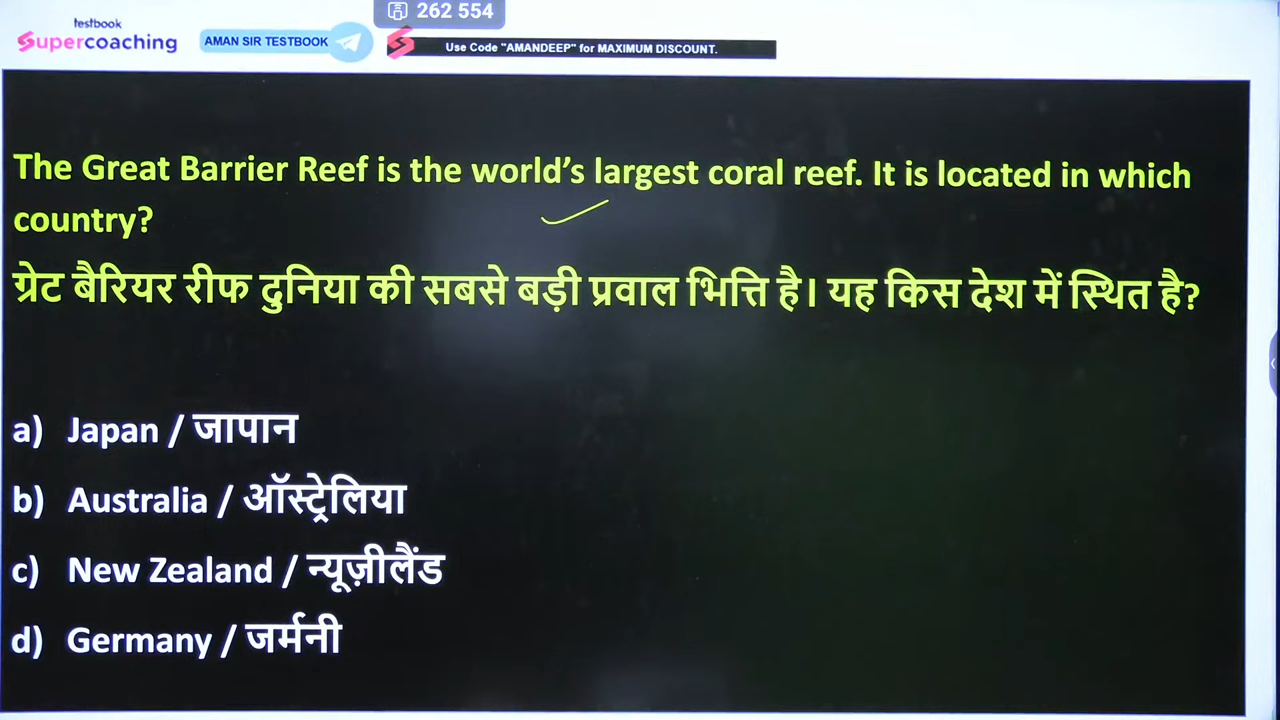 262 554
testbook
Supercoaching
AMAN SIR TESTBOOK
Use Code "AMANDEEP" for MAXIMUM DISCOUNT.
The Great Barrier Reef is the world's largest coral reef. It is located in which
country?
ग्रेट बैरियर रीफ दुनिया की सबसे बड़ी प्रवाल भित्ति है। यह किस देश में स्थित है?
a) Japan / जापान
b) Australia / ऑस्ट्रेलिया
c) New Zealand / न्यूज़ीलैंड
d) Germany / जर्मनी